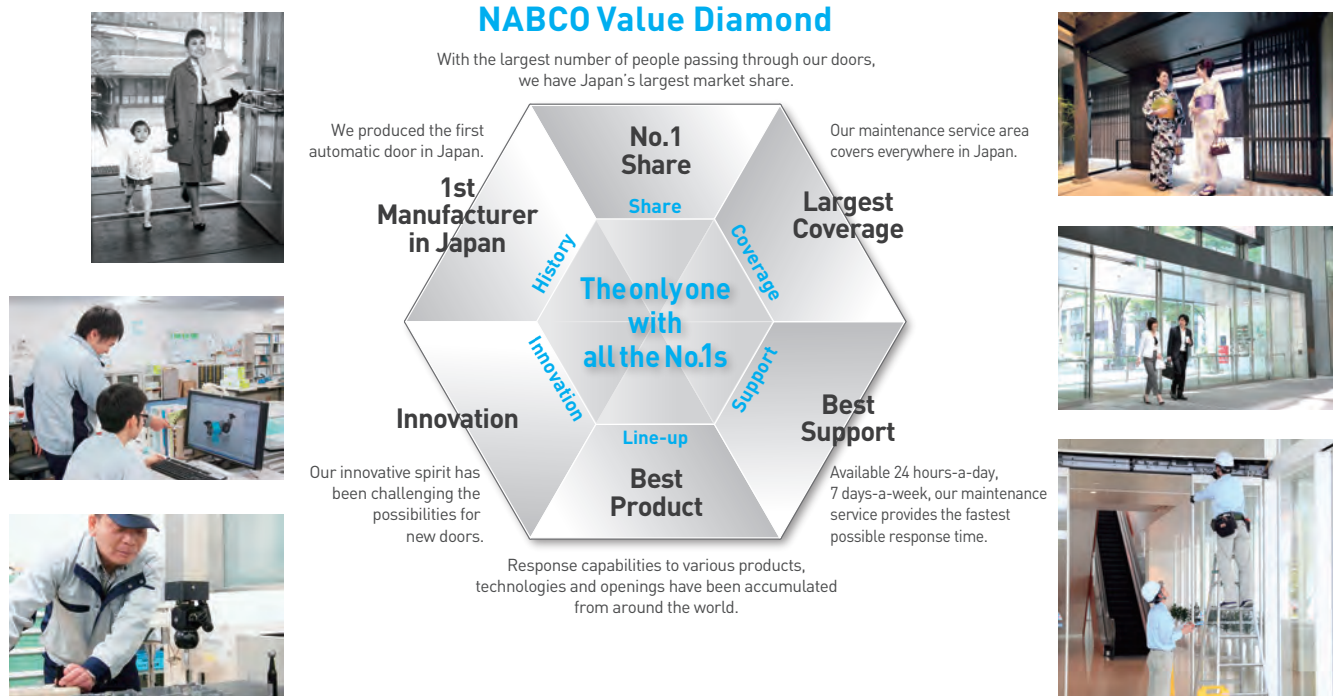 NABCO Value Diamond
With the largest number of people passing through our doors,
we have Japan's largest market share.
We produced the first
automatic door in Japan.
1st
Manufacturer
in Japan
History
No.1
Share
Share
Our maintenance service area
covers everywhere in Japan.
Largest
Coverage
Coverage
The only one
with
all the No.1s
Innovation
Innovation
Our innovative spirit has
been challenging the
possibilities for
new doors.
Line-up
Best
Product
Response capabilities to various products,
technologies and openings have been accumulated
from around the world.
Support
Best
Support
Available 24 hours-a-day,
7 days-a-week, our maintenance
service provides the fastest
possible response time.